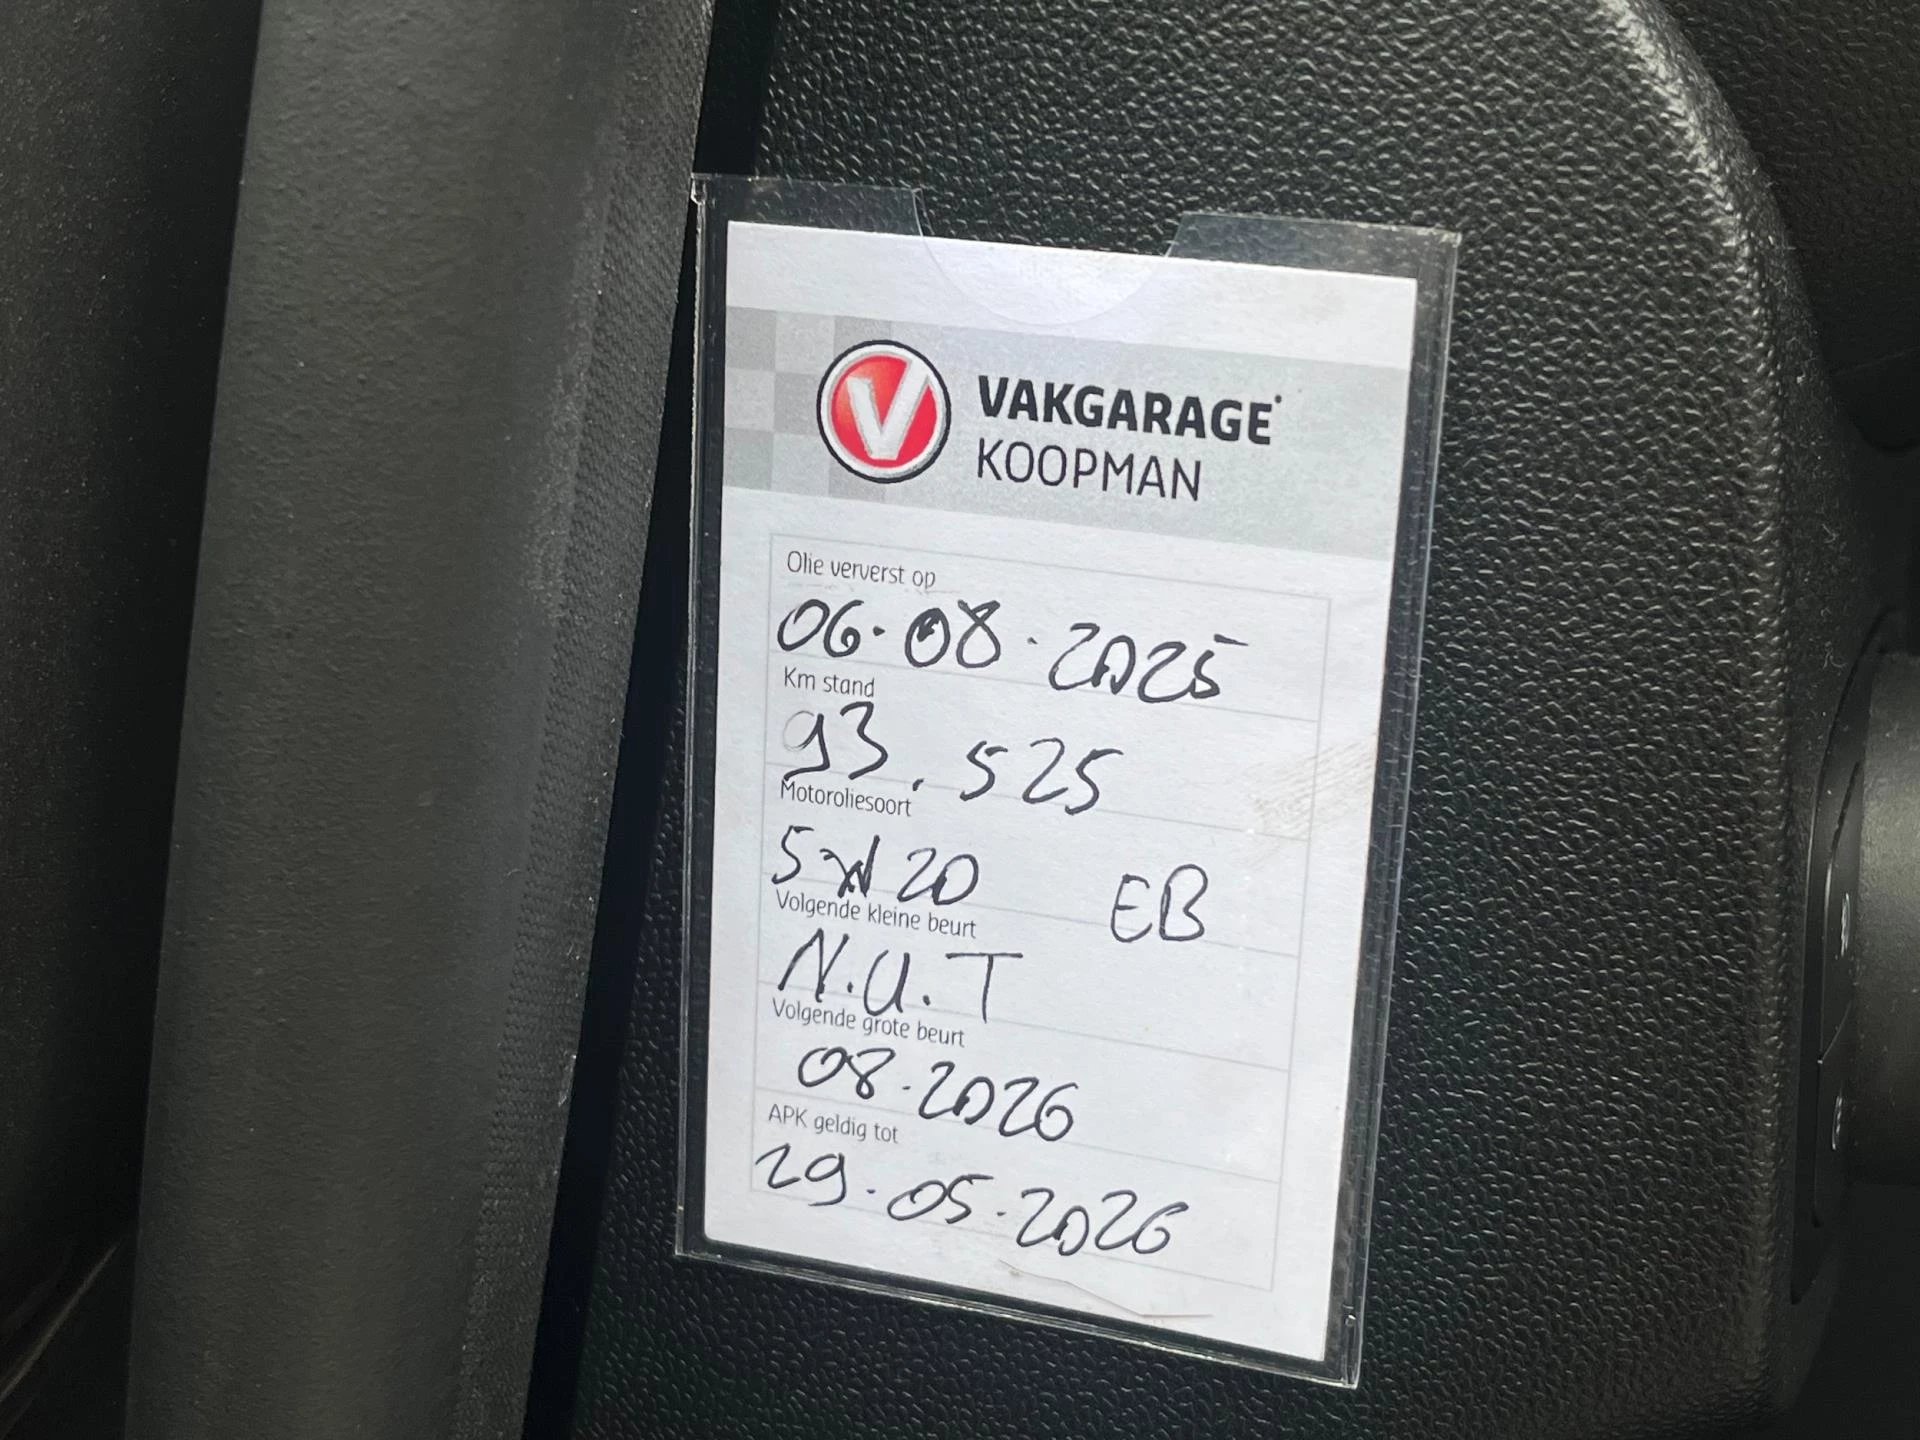 V VAKGARAGE
KOOPMAN
Olie ververst op
06-08-2025
Km stand
93.525
Motoroliesoort
5W20 EB
Volgende kleine beurt
N.U.T
Volgende grote beurt
08-2026
APK geldig tot
29-05-2026